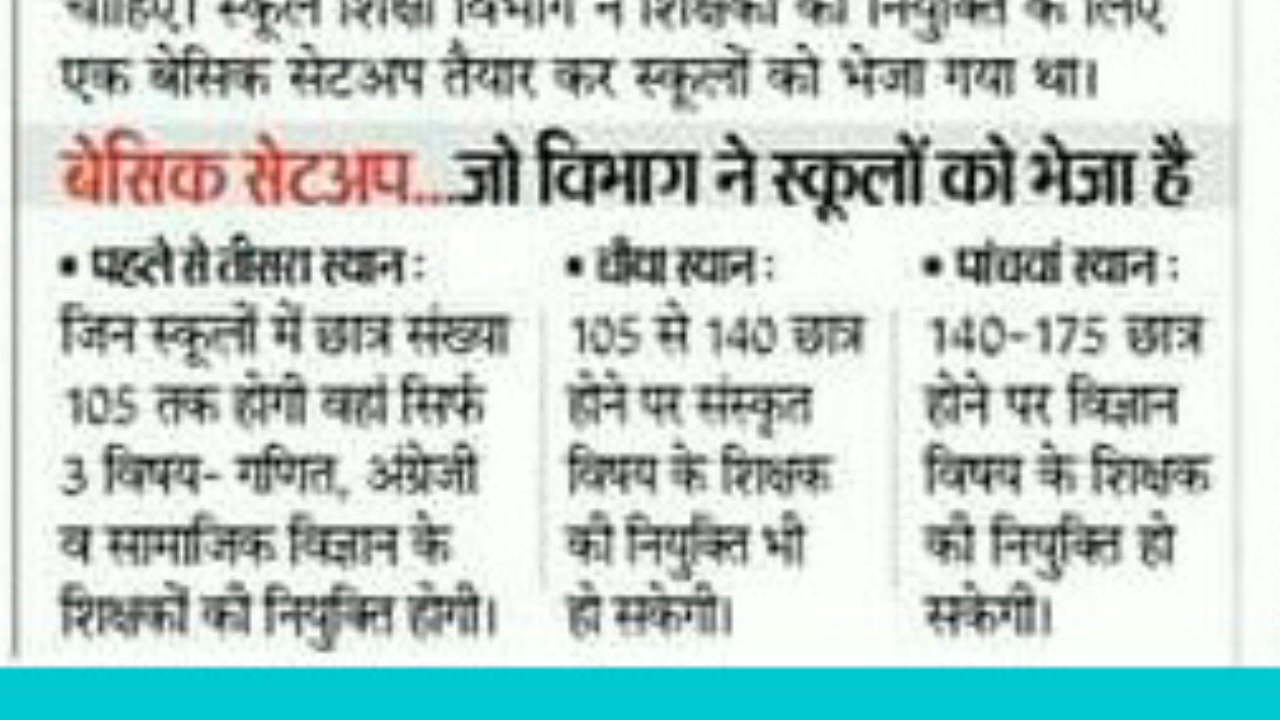 चाहिए। स्कूल शिक्षा विभाग ने शिक्षकों की नियुक्ति के लिए
एक बेसिक सेटअप तैयार कर स्कूलों को भेजा गया था।
बेसिक सेटअप...जो विभाग ने स्कूलों को भेजा है
• पहले से तीसरा स्थान :
जिन स्कूलों में छात्र संख्या
105 तक होगी वहां सिर्फ
3 विषय- गणित, अंग्रेजी
व सामाजिक विज्ञान के
शिक्षकों की नियुक्ति होगी।
• चौथा स्थान :
105 से 140 छात्र
होने पर संस्कृत
विषय के शिक्षक
की नियुक्ति भी
हो सकेगी।
• पांचवां स्थान :
140-175 छात्र
होने पर विज्ञान
विषय के शिक्षक
की नियुक्ति हो
सकेगी।